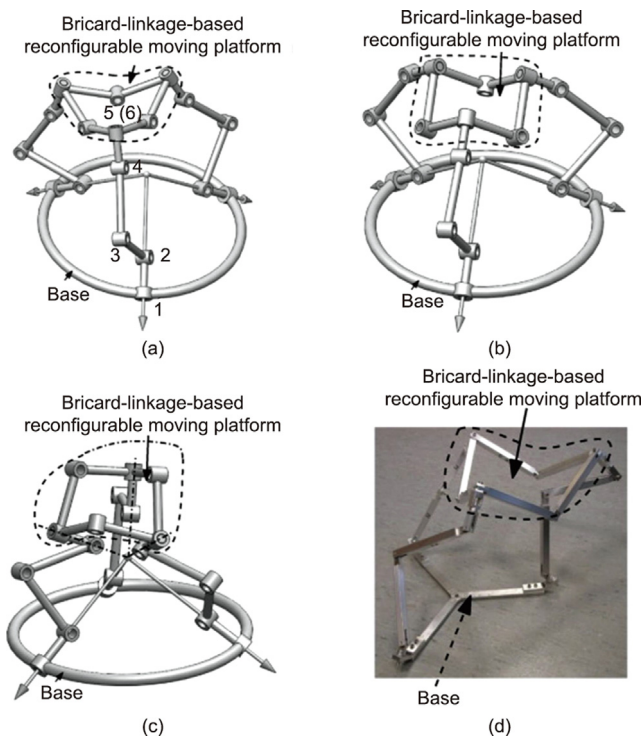 Bricard-linkage-based
reconfigurable moving platform
5 (6)
4
3
2
Base
1
(a)
Bricard-linkage-based
reconfigurable moving platform
Base
(b)
Bricard-linkage-based
reconfigurable moving platform
Base
(c)
Bricard-linkage-based
reconfigurable moving platform
Base
(d)